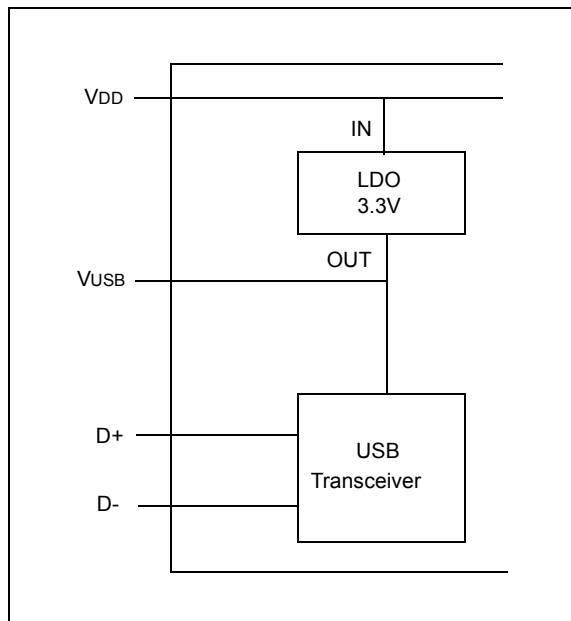 VDD
IN
LDO
3.3V
OUT
VUSB
D+
USB
Transceiver
D-